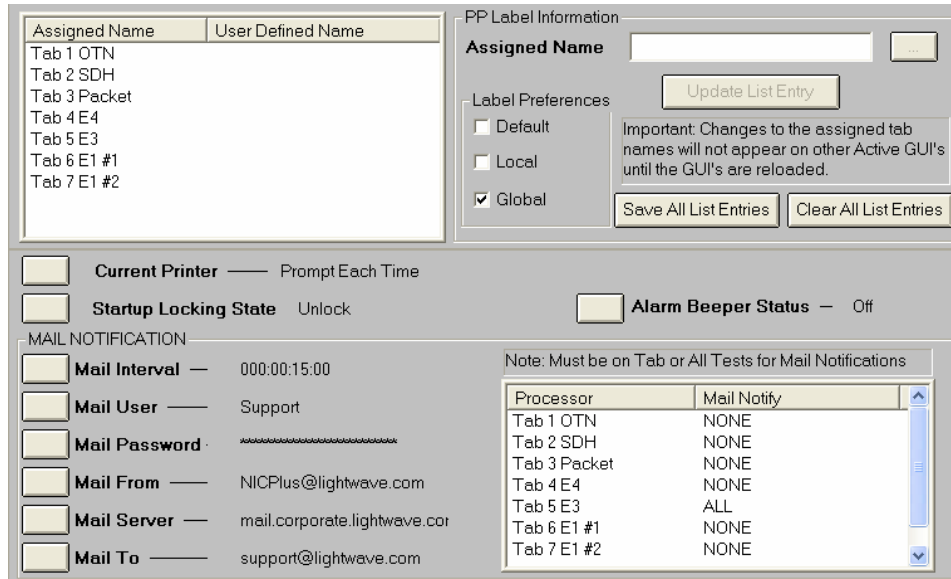 Assigned Name User Defined Name
Tab 1 OTN
Tab 2 SDH
Tab 3 Packet
Tab 4 E4
Tab 5 E3
Tab 6 E1 #1
Tab 7 E1 #2
PP Label Information
Assigned Name ...
Update List Entry
Label Preferences
Default
Local
Global
Important: Changes to the assigned tab
names will not appear on other Active GUI's
until the GUI's are reloaded.
Save All List Entries Clear All List Entries
Current Printer — Prompt Each Time
Startup Locking State Unlock
Alarm Beeper Status — Off
MAIL NOTIFICATION
Mail Interval — 000:00:15:00
Mail User — Support
Mail Password - ************************
Mail From — NICPlus@lightwave.com
Mail Server — mail.corporate.lightwave.cor
Mail To — support@lightwave.com
Note: Must be on Tab or All Tests for Mail Notifications
Processor Mail Notify
Tab 1 OTN NONE
Tab 2 SDH NONE
Tab 3 Packet NONE
Tab 4 E4 NONE
Tab 5 E3 ALL
Tab 6 E1 #1 NONE
Tab 7 E1 #2 NONE